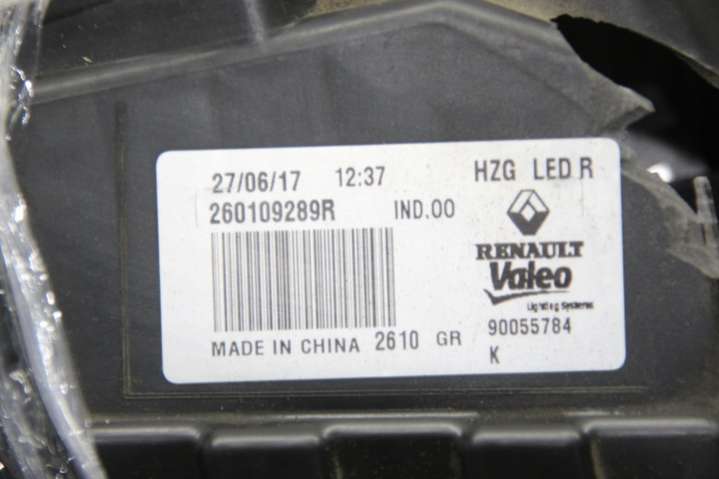 27/06/17 12:37 HZG LED R
260109289R IND.00
RENAULT
Valeo
Lighting Systems
MADE IN CHINA 2610 GR 90055784
K